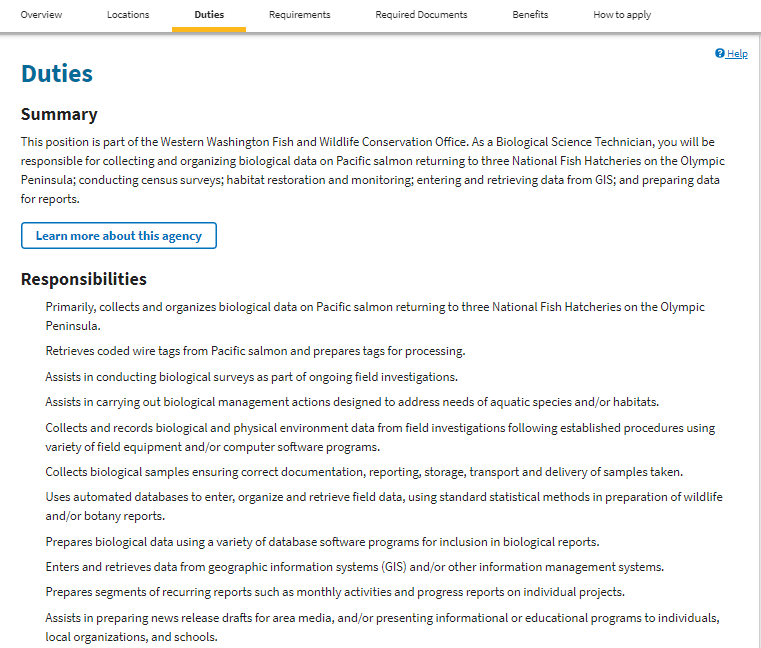 Overview Locations Duties Requirements Required Documents Benefits How to apply
Help
Duties
Summary
This position is part of the Western Washington Fish and Wildlife Conservation Office. As a Biological Science Technician, you will be
responsible for collecting and organizing biological data on Pacific salmon returning to three National Fish Hatcheries on the Olympic
Peninsula; conducting census surveys; habitat restoration and monitoring; entering and retrieving data from GIS; and preparing data
for reports.
Learn more about this agency
Responsibilities
Primarily, collects and organizes biological data on Pacific salmon returning to three National Fish Hatcheries on the Olympic
Peninsula.
Retrieves coded wire tags from Pacific salmon and prepares tags for processing.
Assists in conducting biological surveys as part of ongoing field investigations.
Assists in carrying out biological management actions designed to address needs of aquatic species and/or habitats.
Collects and records biological and physical environment data from field investigations following established procedures using
variety of field equipment and/or computer software programs.
Collects biological samples ensuring correct documentation, reporting, storage, transport and delivery of samples taken.
Uses automated databases to enter, organize and retrieve field data, using standard statistical methods in preparation of wildlife
and/or botany reports.
Prepares biological data using a variety of database software programs for inclusion in biological reports.
Enters and retrieves data from geographic information systems (GIS) and/or other information management systems.
Prepares segments of recurring reports such as monthly activities and progress reports on individual projects.
Assists in preparing news release drafts for area media, and/or presenting informational or educational programs to individuals,
local organizations, and schools.